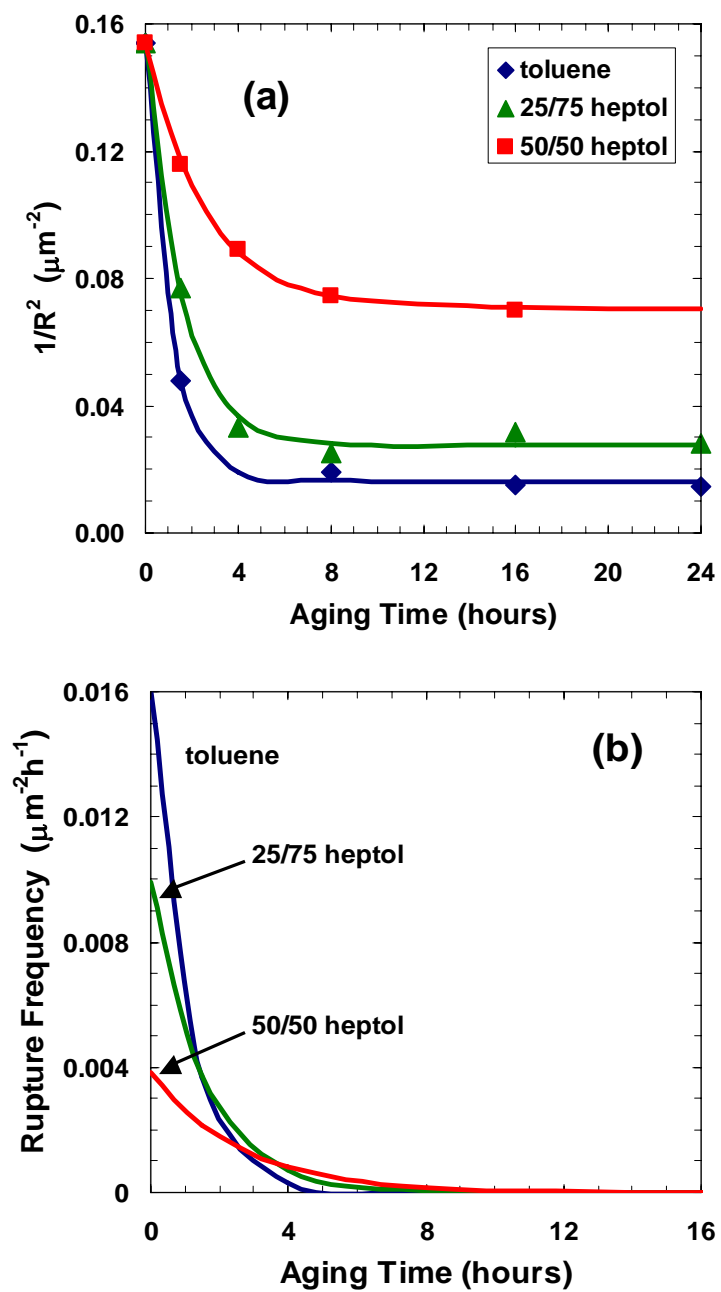 0.16
(a)
toluene
25/75 heptol
50/50 heptol
0.12
1/R² (μm⁻²)
0.08
0.04
0.00
0 4 8 12 16 20 24
Aging Time (hours)
0.016
(b)
toluene
0.012
25/75 heptol
Rupture Frequency (μm⁻²h⁻¹)
0.008
50/50 heptol
0.004
0
0 4 8 12 16
Aging Time (hours)